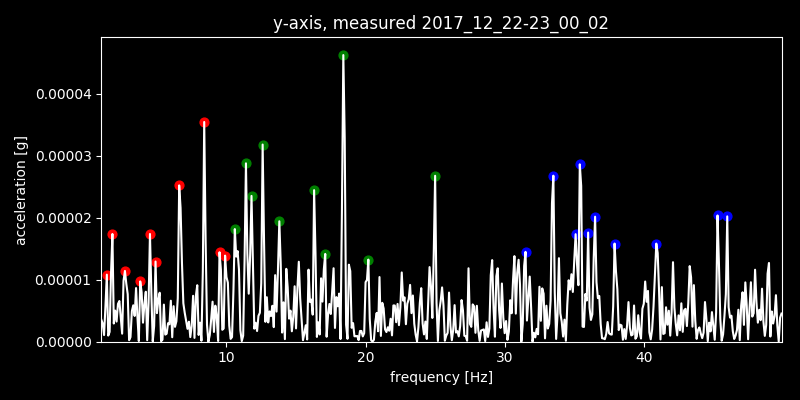 y-axis, measured 2017_12_22-23_00_02
acceleration [g]
0.00004
0.00003
0.00002
0.00001
0.00000
10 20 30 40
frequency [Hz]